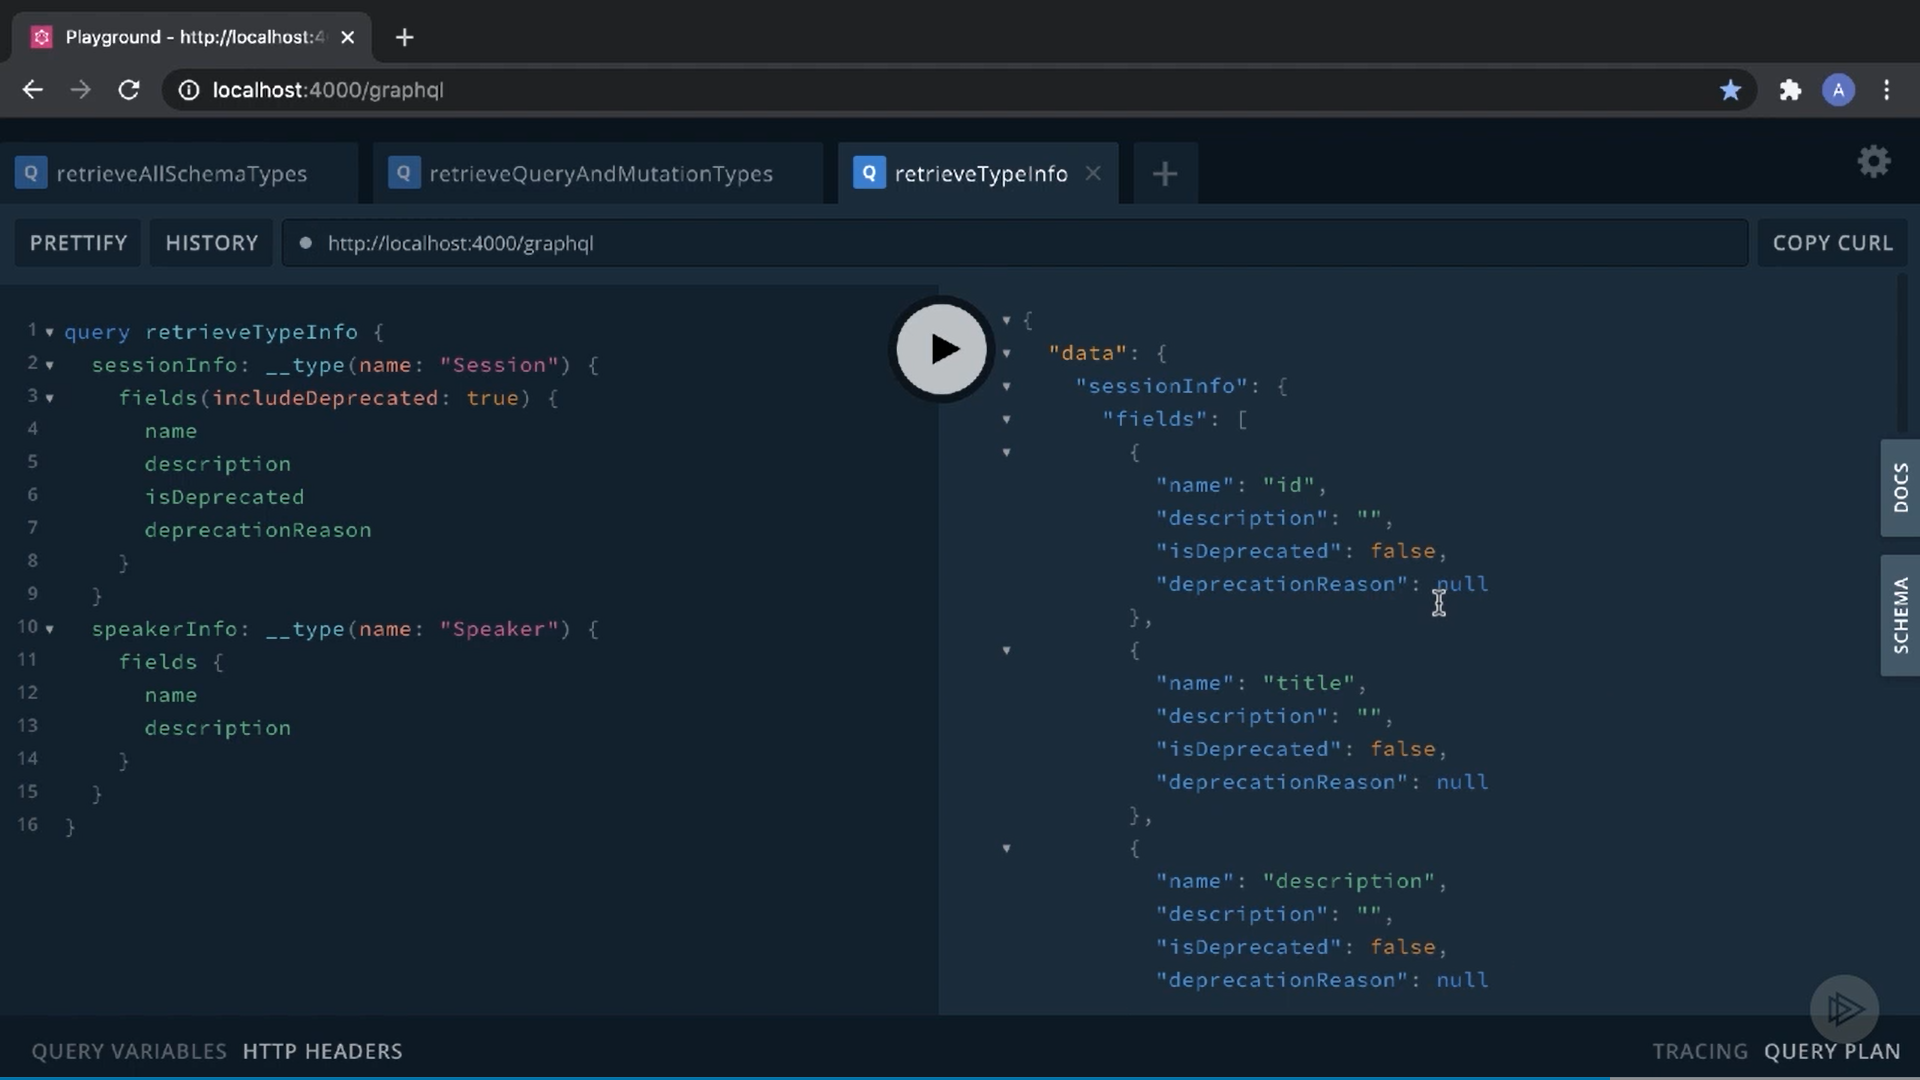 Playground - http://localhost:4
localhost:4000/graphql
A
Q retrieveAllSchemaTypes
Q retrieveQueryAndMutationTypes
Q retrieveTypeInfo
PRETTIFY
HISTORY
http://localhost:4000/graphql
COPY CURL
1 query retrieveTypeInfo {
2 sessionInfo: __type(name: "Session") {
3 fields(includeDeprecated: true) {
4 name
5 description
6 isDeprecated
7 deprecationReason
8 }
9 }
10 speakerInfo: __type(name: "Speaker") {
11 fields {
12 name
13 description
14 }
15 }
16 }
{
"data": {
"sessionInfo": {
"fields": [
{
"name": "id",
"description": "",
"isDeprecated": false,
"deprecationReason": null
},
{
"name": "title",
"description": "",
"isDeprecated": false,
"deprecationReason": null
},
{
"name": "description",
"description": "",
"isDeprecated": false,
"deprecationReason": null
DOCS
SCHEMA
QUERY VARIABLES
HTTP HEADERS
TRACING
QUERY PLAN